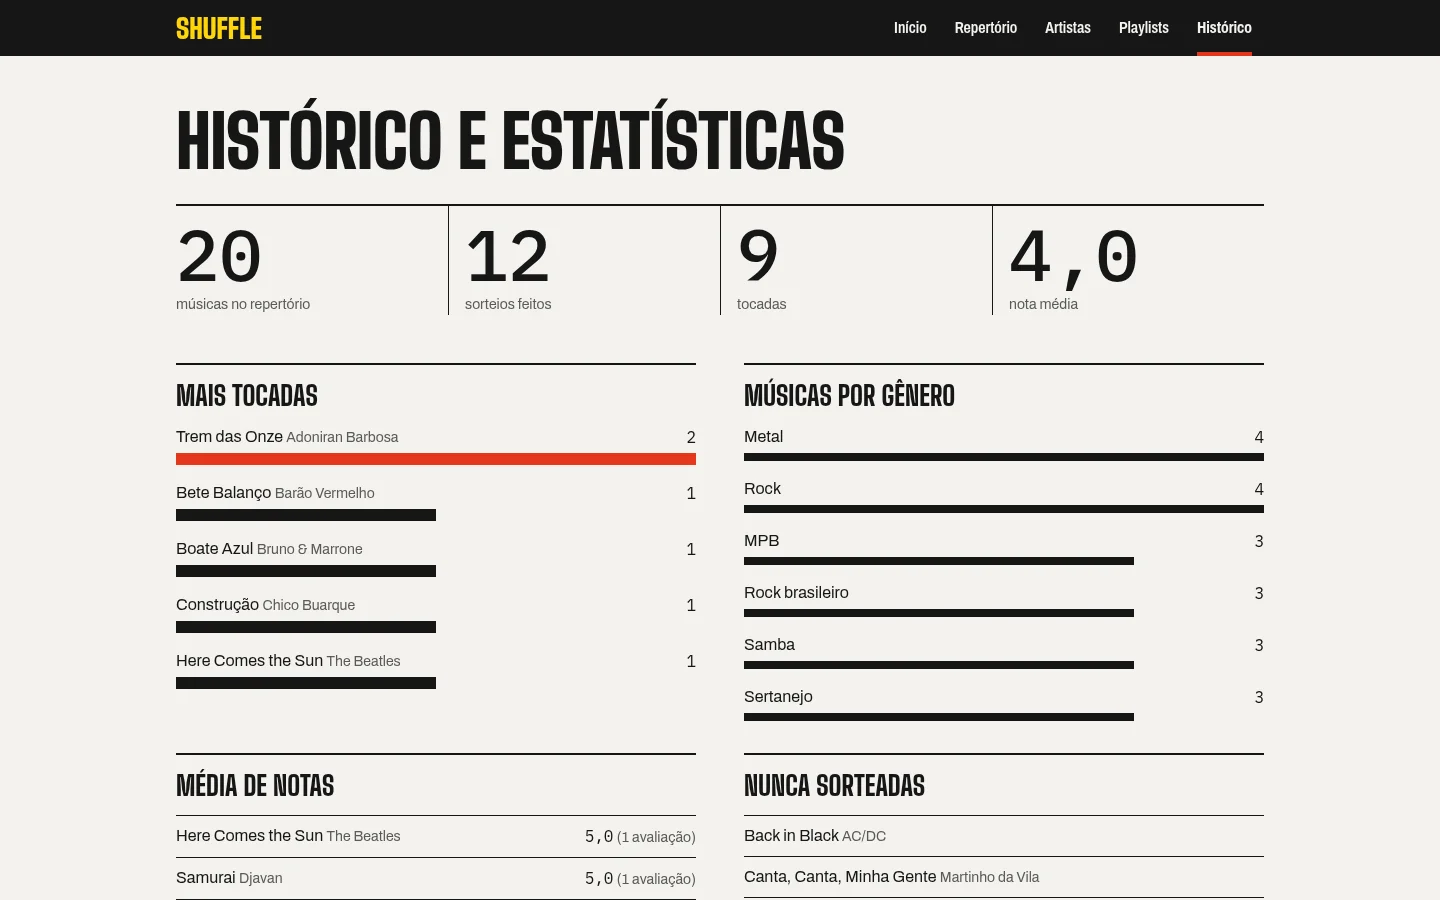 SHUFFLE
Início Repertório Artistas Playlists Histórico
HISTÓRICO E ESTATÍSTICAS
20
músicas no repertório
12
sorteios feitos
9
tocadas
4,0
nota média
MAIS TOCADAS
Trem das Onze Adoniran Barbosa 2
Bete Balanço Barão Vermelho 1
Boate Azul Bruno & Marrone 1
Construção Chico Buarque 1
Here Comes the Sun The Beatles 1
MÚSICAS POR GÊNERO
Metal 4
Rock 4
MPB 3
Rock brasileiro 3
Samba 3
Sertanejo 3
MÉDIA DE NOTAS
Here Comes the Sun The Beatles 5,0 (1 avaliação)
Samurai Djavan 5,0 (1 avaliação)
NUNCA SORTEADAS
Back in Black AC/DC
Canta, Canta, Minha Gente Martinho da Vila